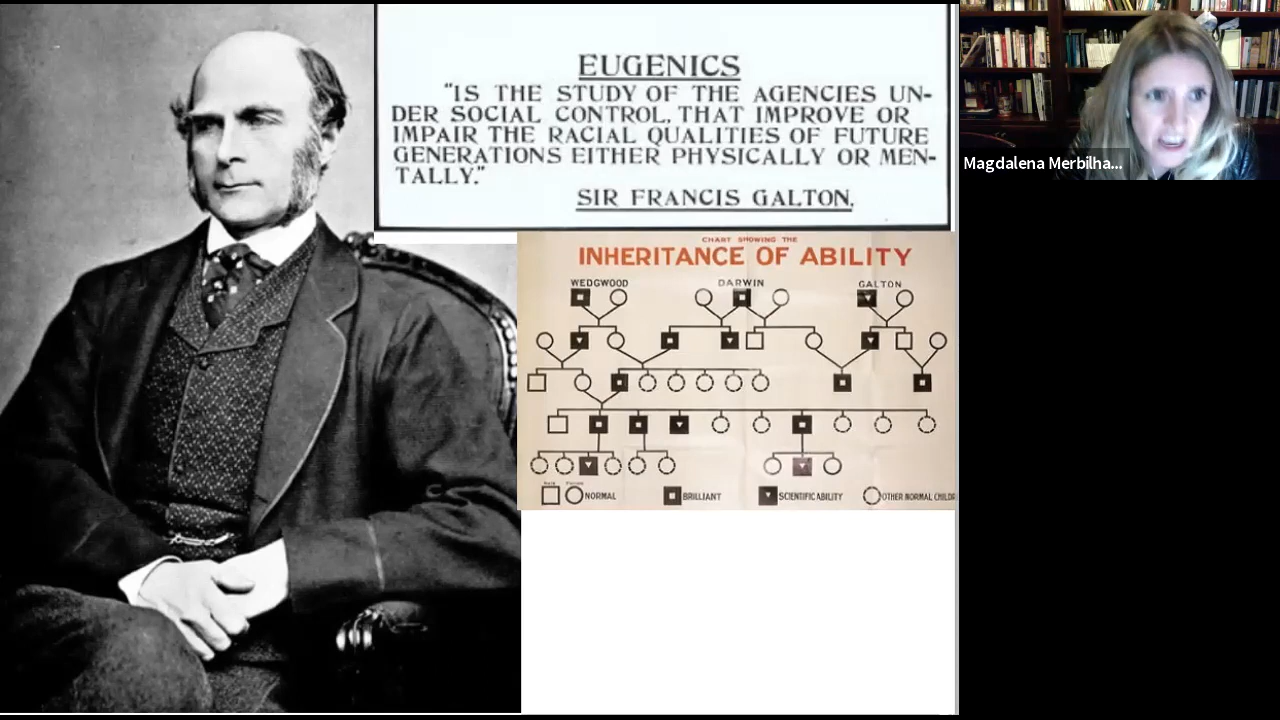 EUGENICS
"IS THE STUDY OF THE AGENCIES UN-
DER SOCIAL CONTROL, THAT IMPROVE OR
IMPAIR THE RACIAL QUALITIES OF FUTURE
GENERATIONS EITHER PHYSICALLY OR MEN-
TALLY."
SIR FRANCIS GALTON.
Magdalena Merbilha...
CHART SHOWING THE
INHERITANCE OF ABILITY
WEDGWOOD DARWIN GALTON
NORMAL BRILLIANT SCIENTIFIC ABILITY OTHER NORMAL CHILDR